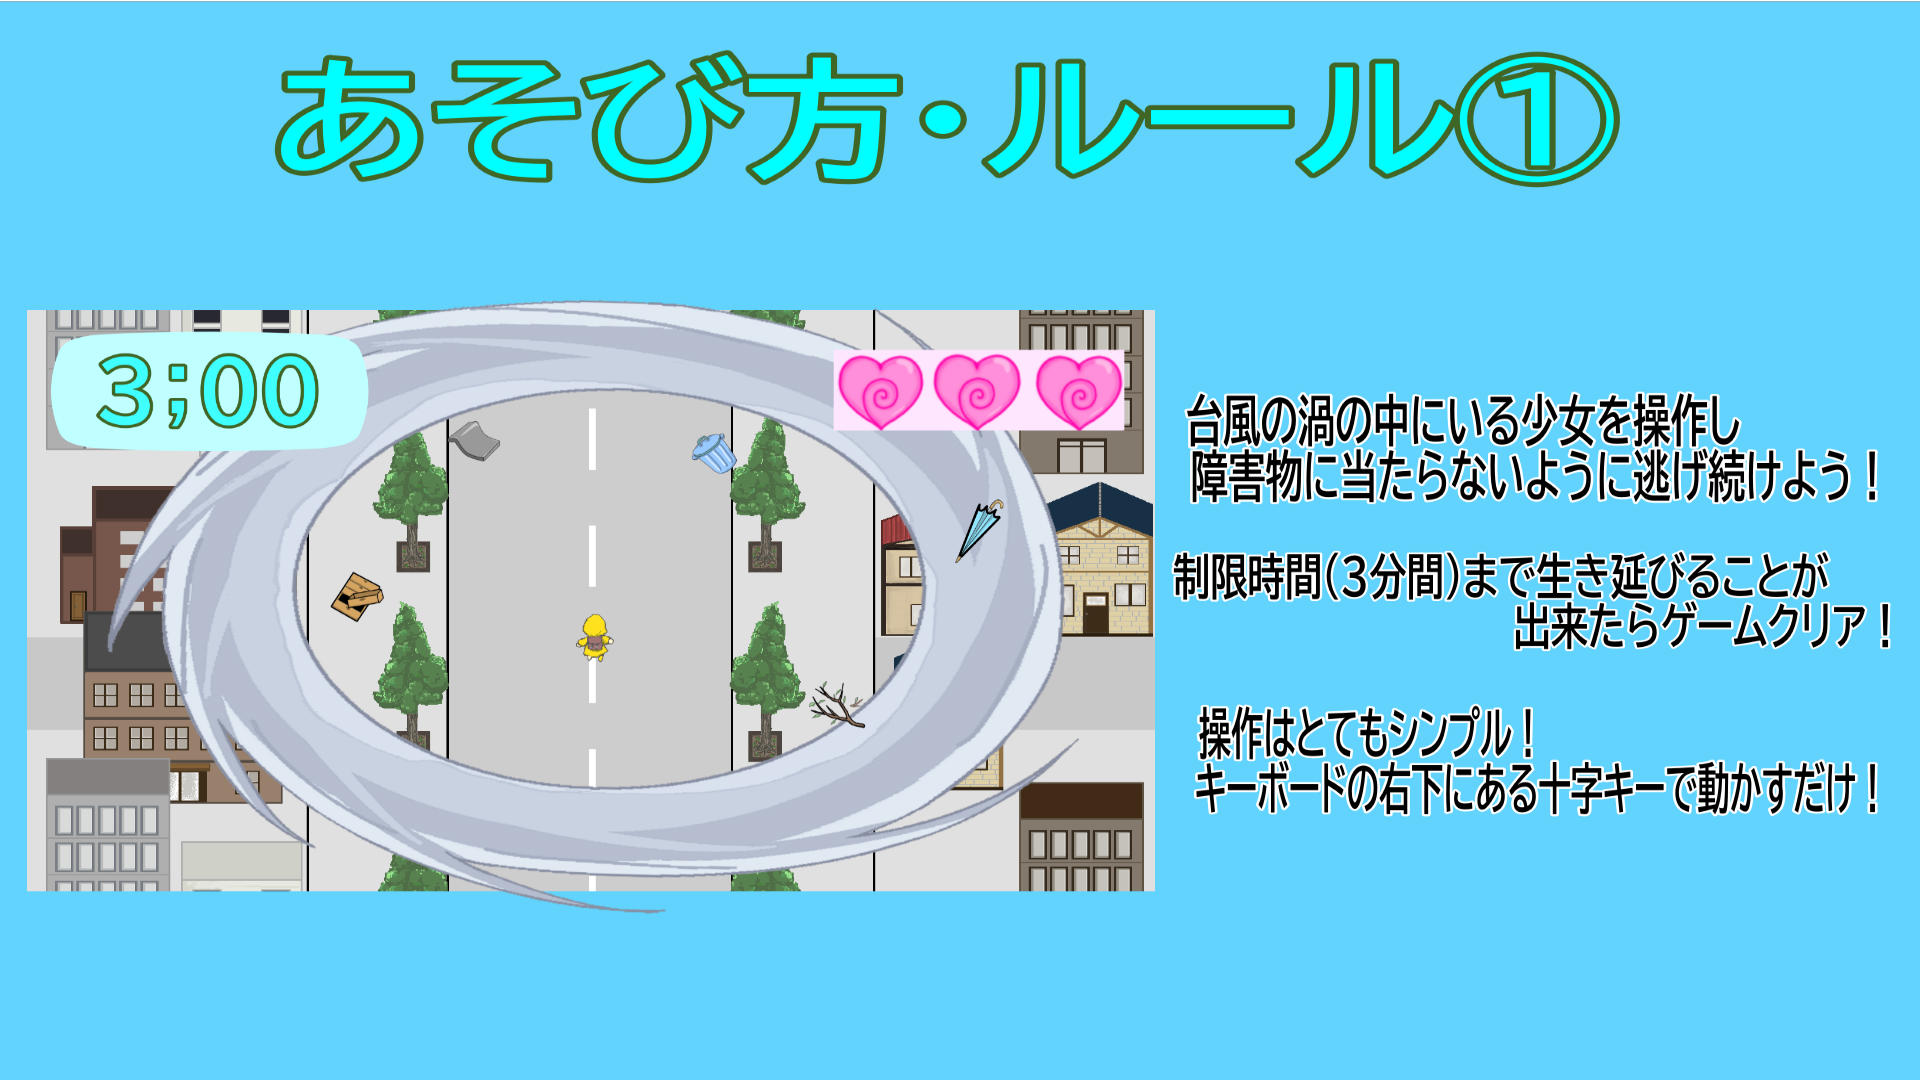 あそび方・ルール①
3;00
台風の渦の中にいる少女を操作し
障害物に当たらないように逃げ続けよう！
制限時間(3分間)まで生き延びることが
出来たらゲームクリア！
操作はとてもシンプル！
キーボードの右下にある十字キーで動かすだけ！